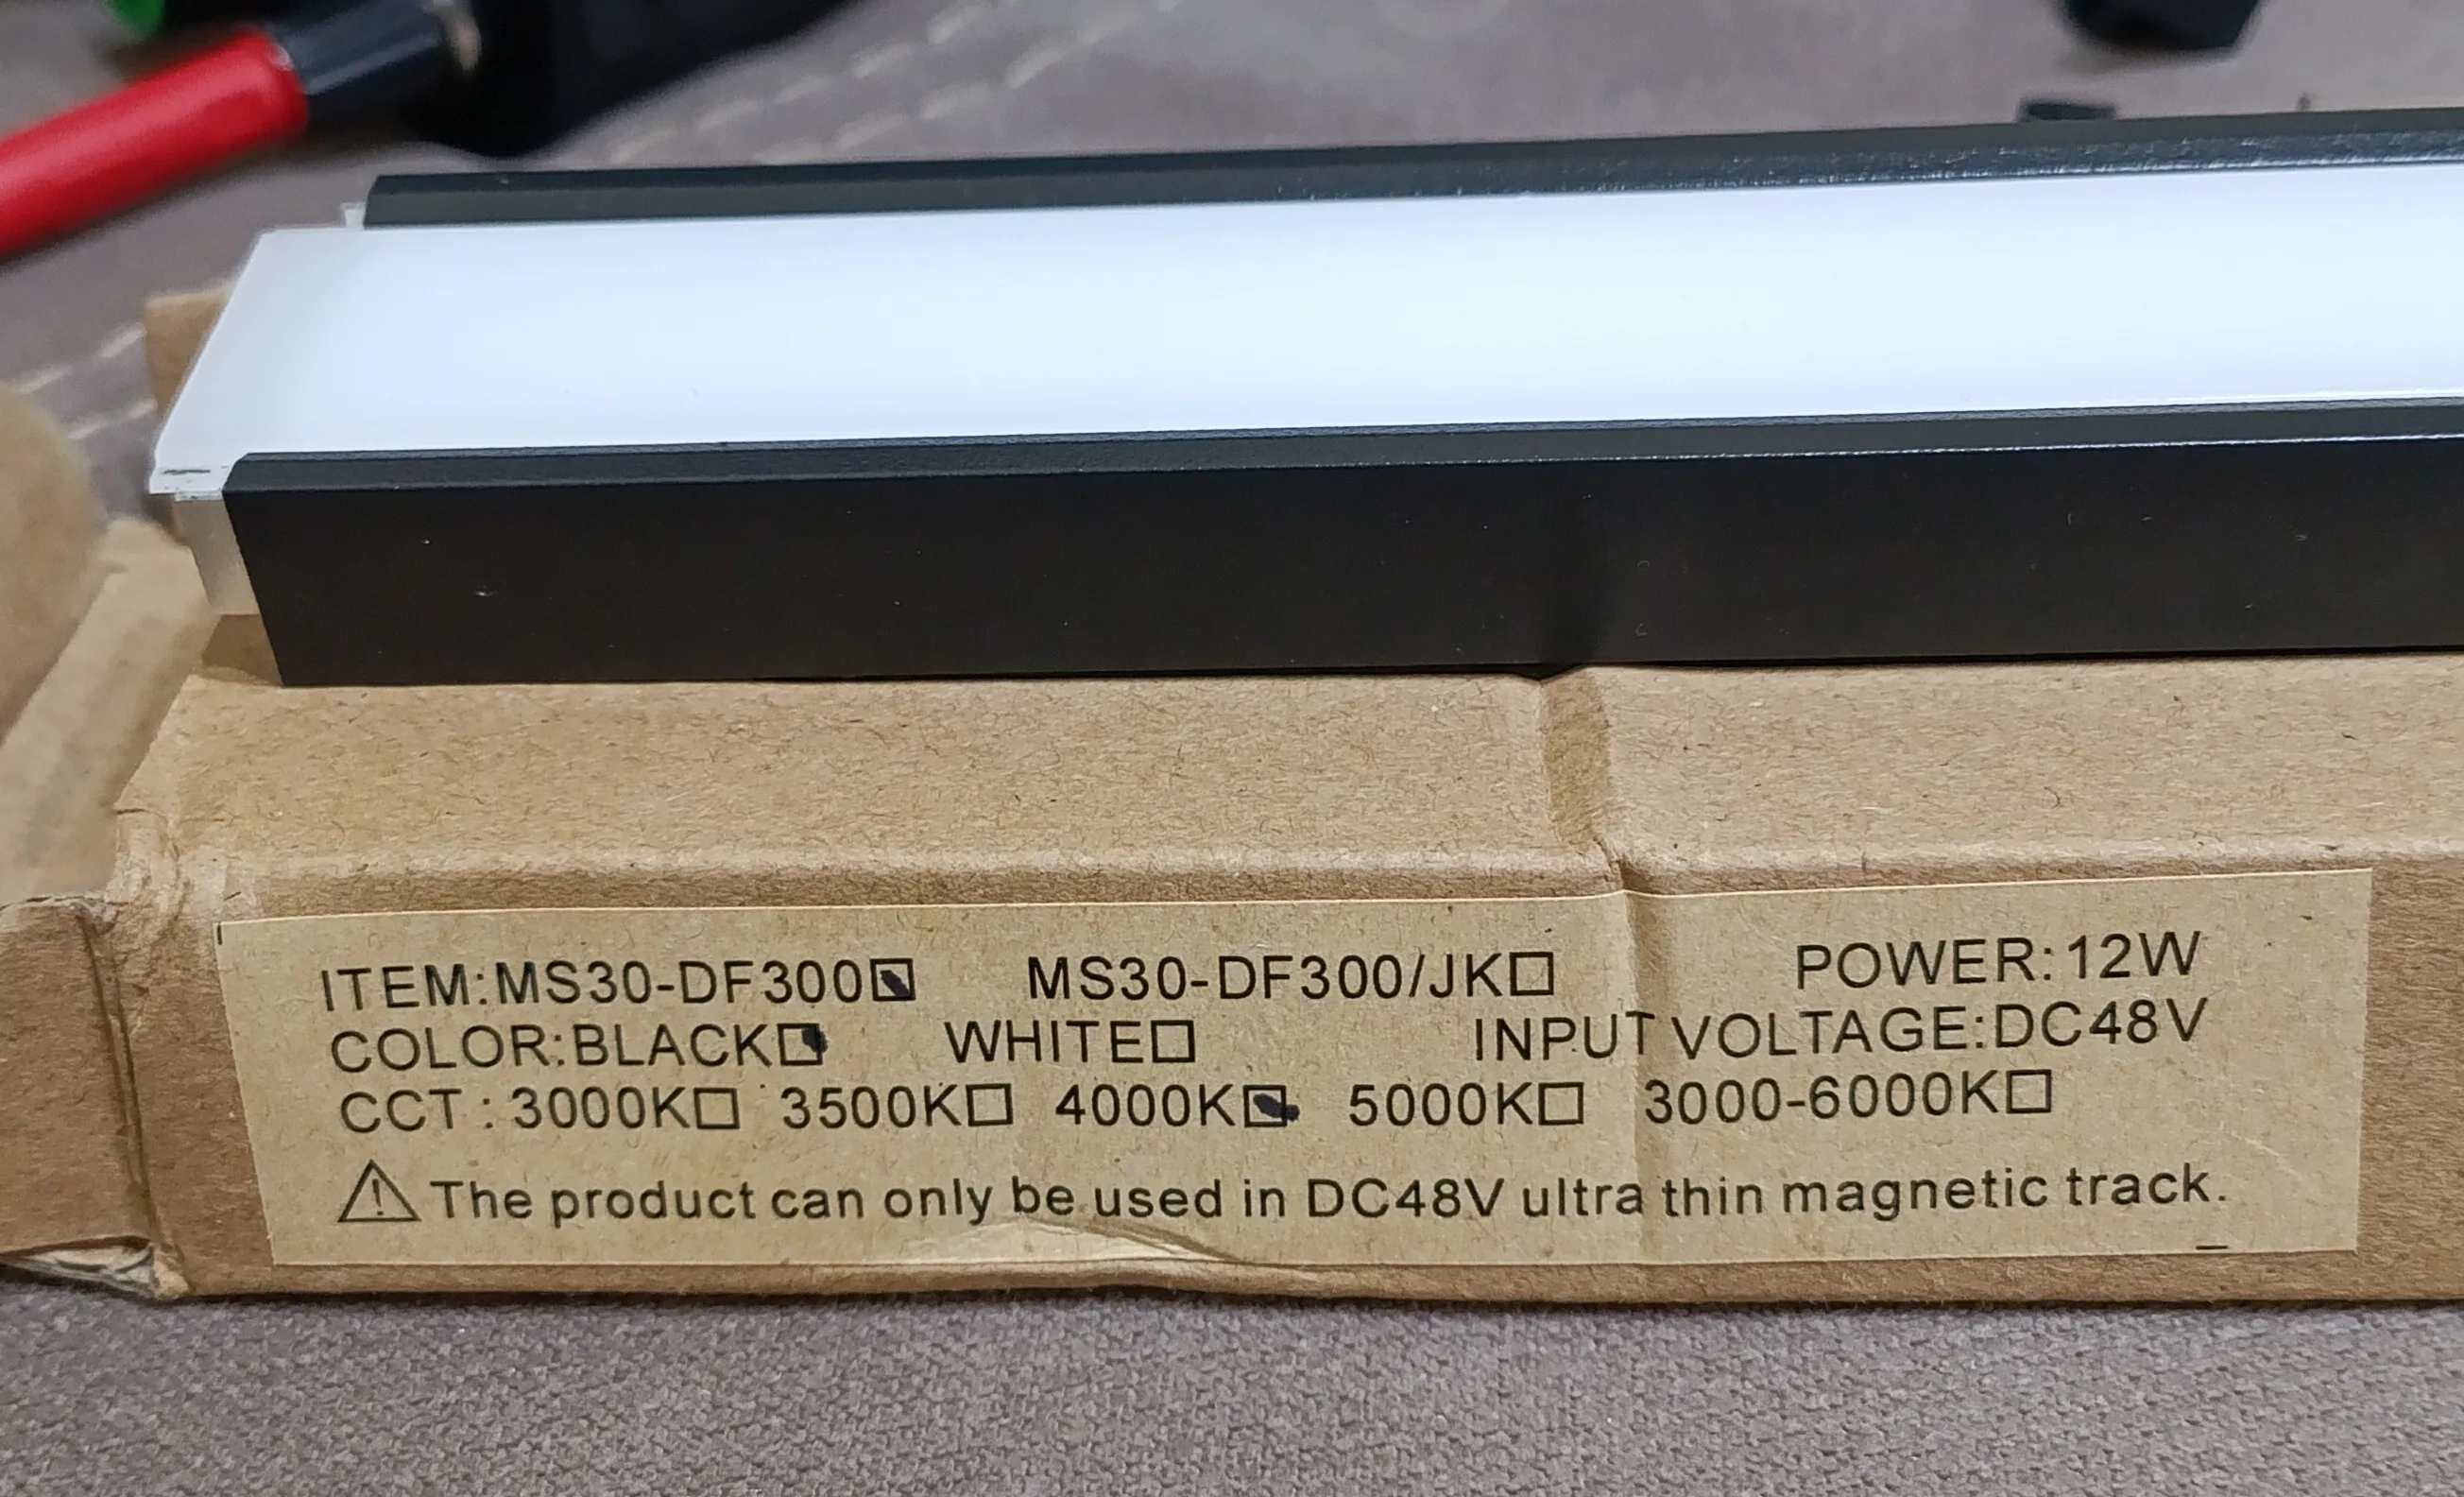 ITEM:MS30-DF300☑ MS30-DF300/JK☐ POWER:12W
COLOR:BLACK☑ WHITE☐ INPUT VOLTAGE:DC48V
CCT : 3000K☐ 3500K☐ 4000K☑ 5000K☐ 3000-6000K☐
⚠ The product can only be used in DC48V ultra thin magnetic track.